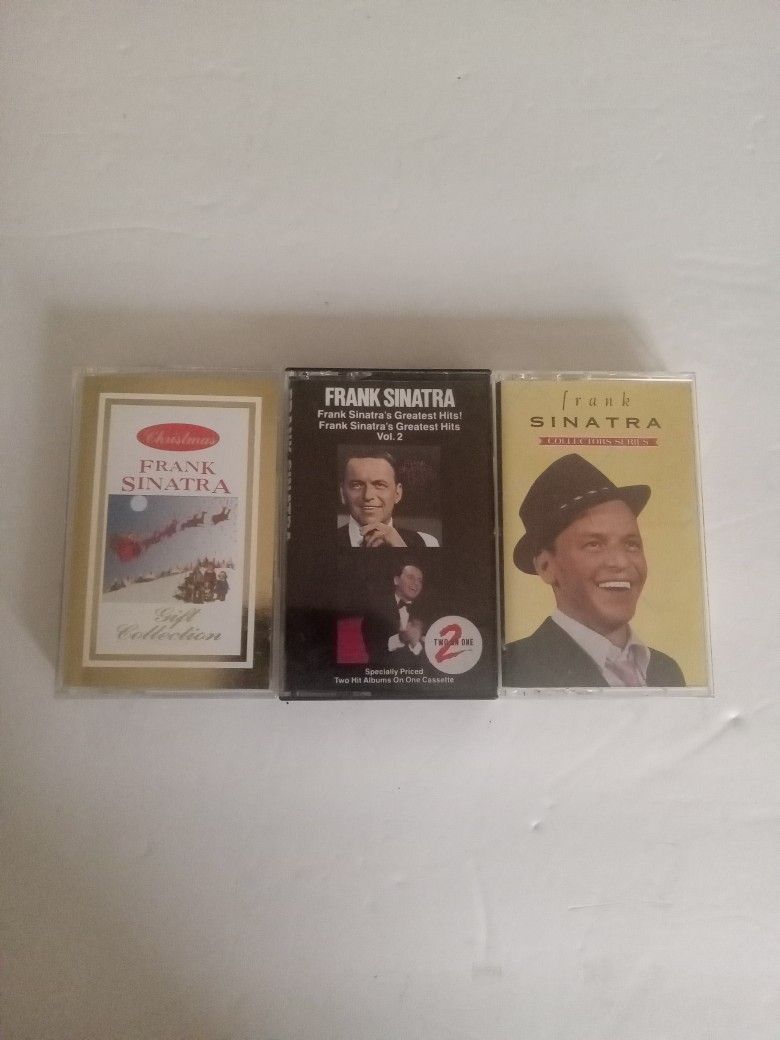 Christmas
FRANK
SINATRA
Gift
Collection
FRANK SINATRA
Frank Sinatra's Greatest Hits!
Frank Sinatra's Greatest Hits
Vol. 2
2
TWO ON ONE
Specially Priced
Two Hit Albums On One Cassette
frank
SINATRA
COLLECTORS SERIES